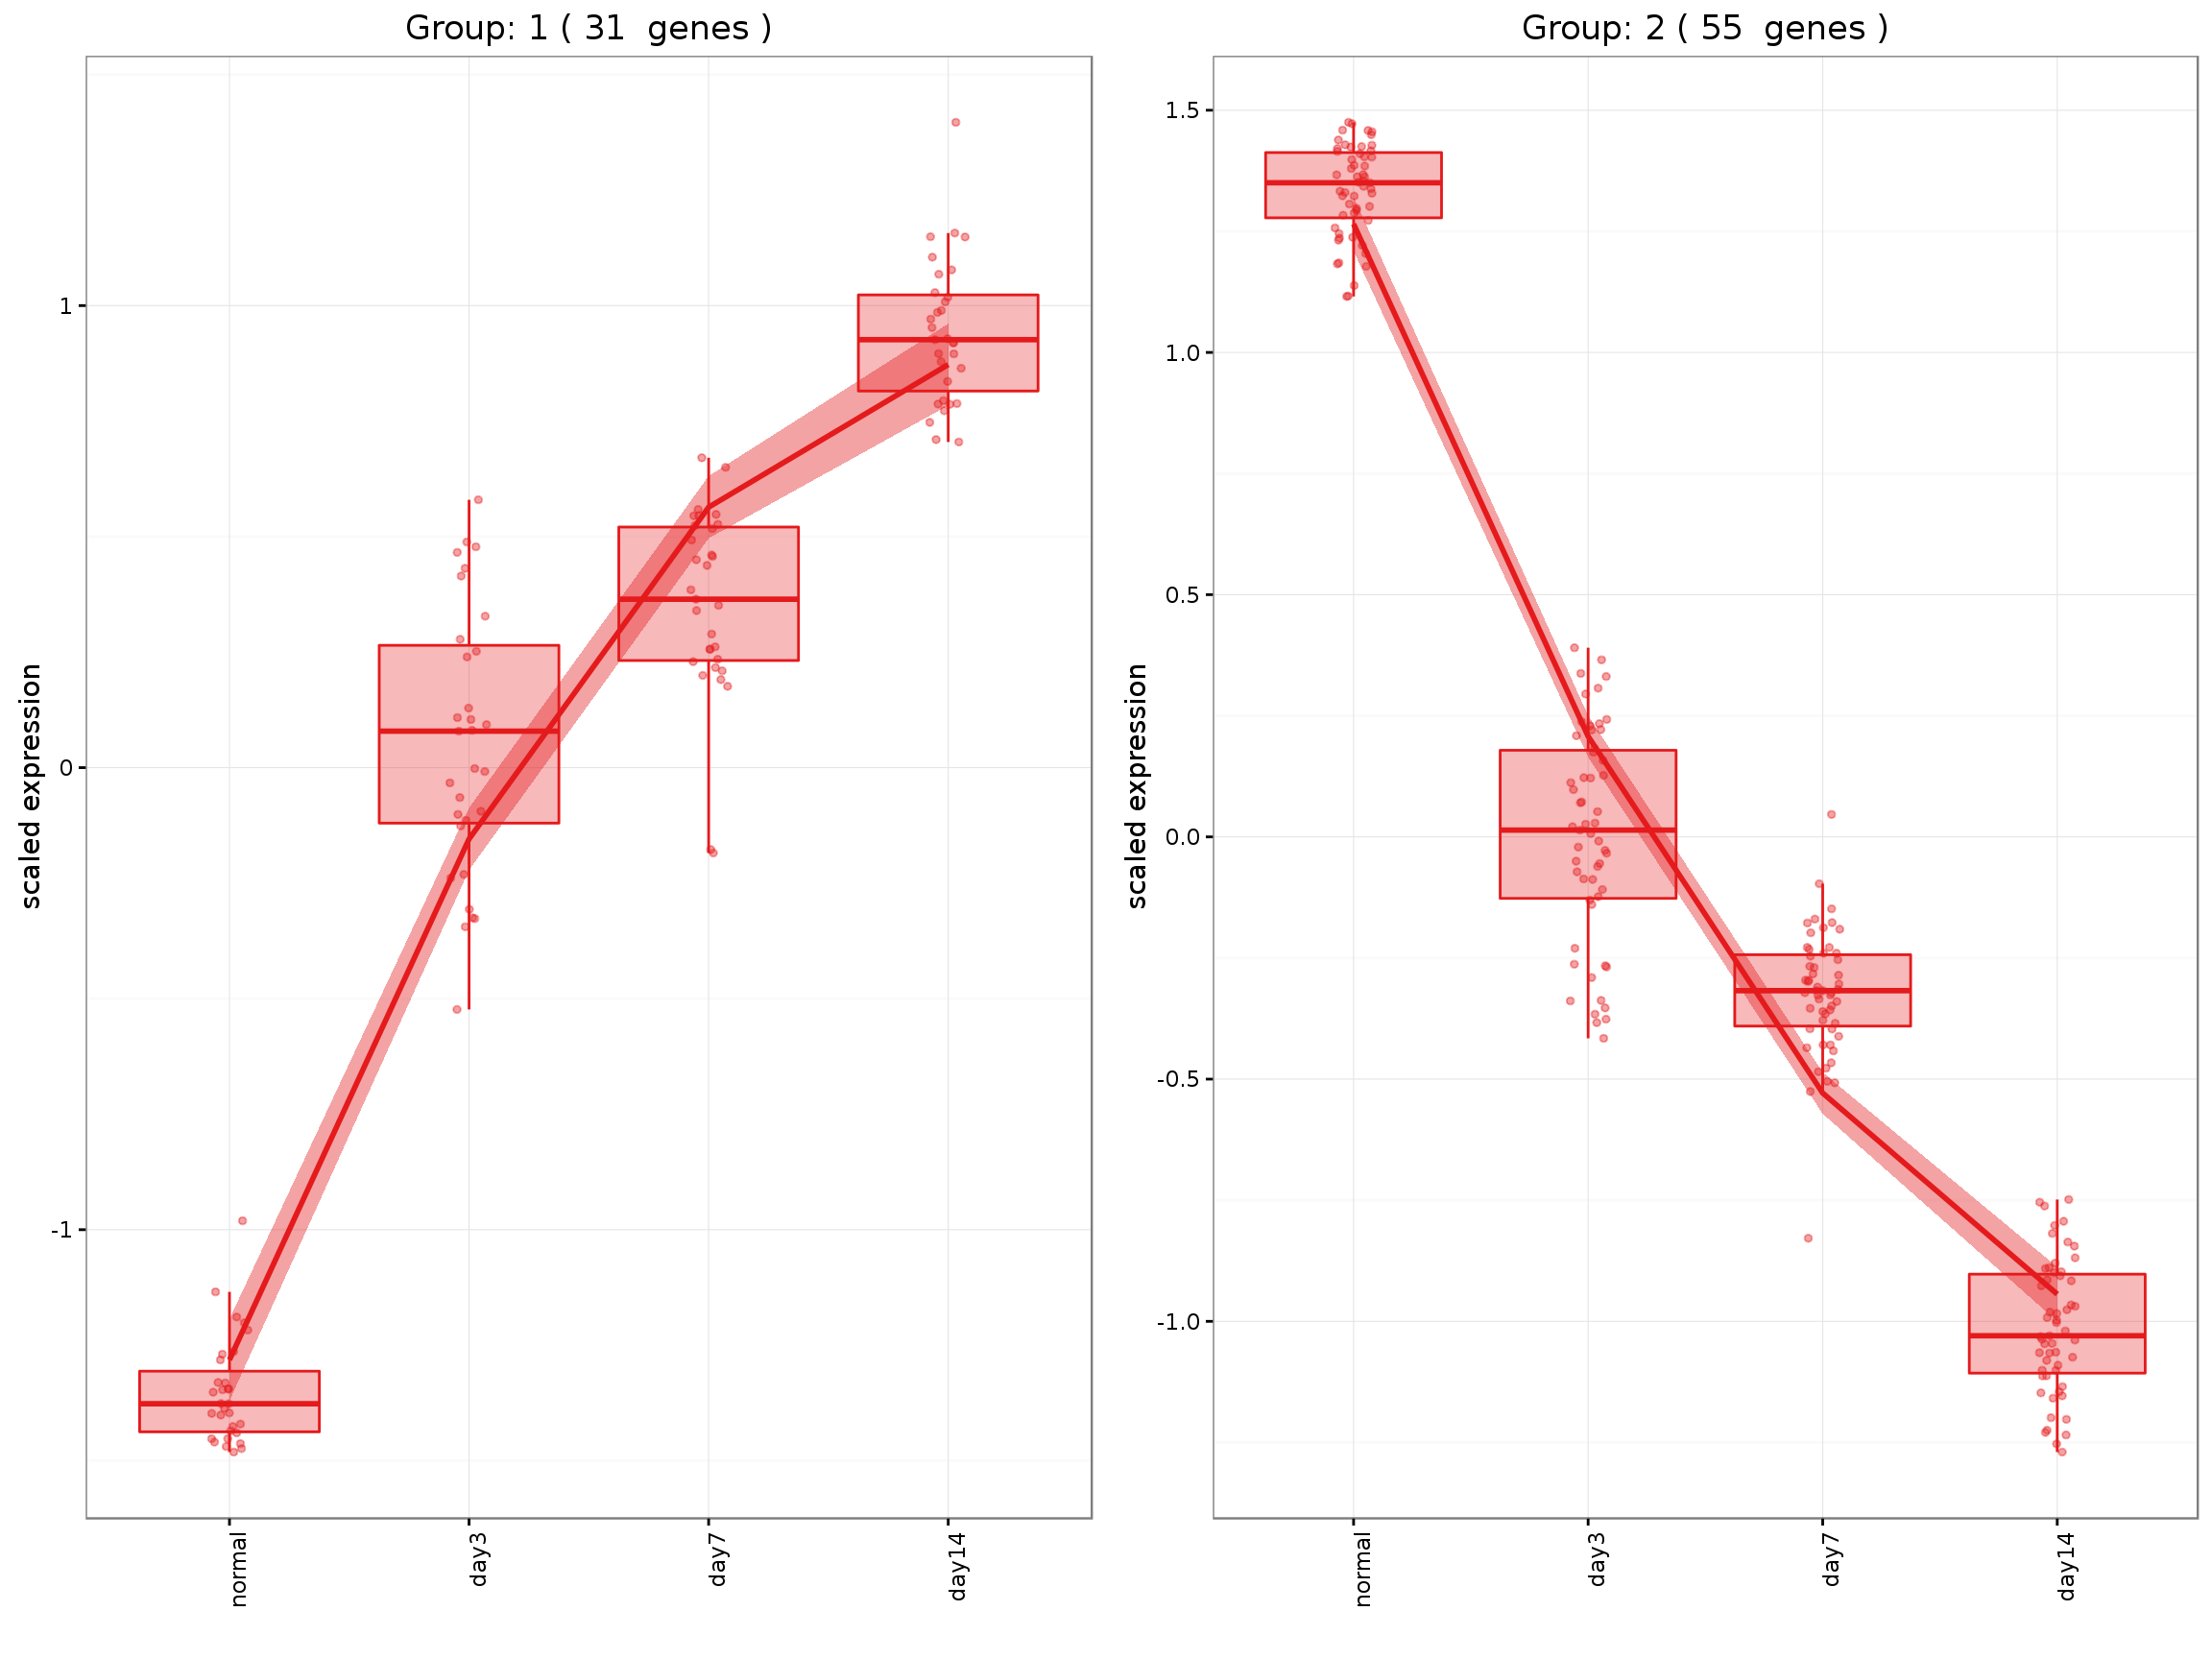 Group: 1 ( 31  genes )
scaled expression
1
0
-1
normal
day3
day7
day14
Group: 2 ( 55  genes )
scaled expression
1.5
1.0
0.5
0.0
-0.5
-1.0
normal
day3
day7
day14